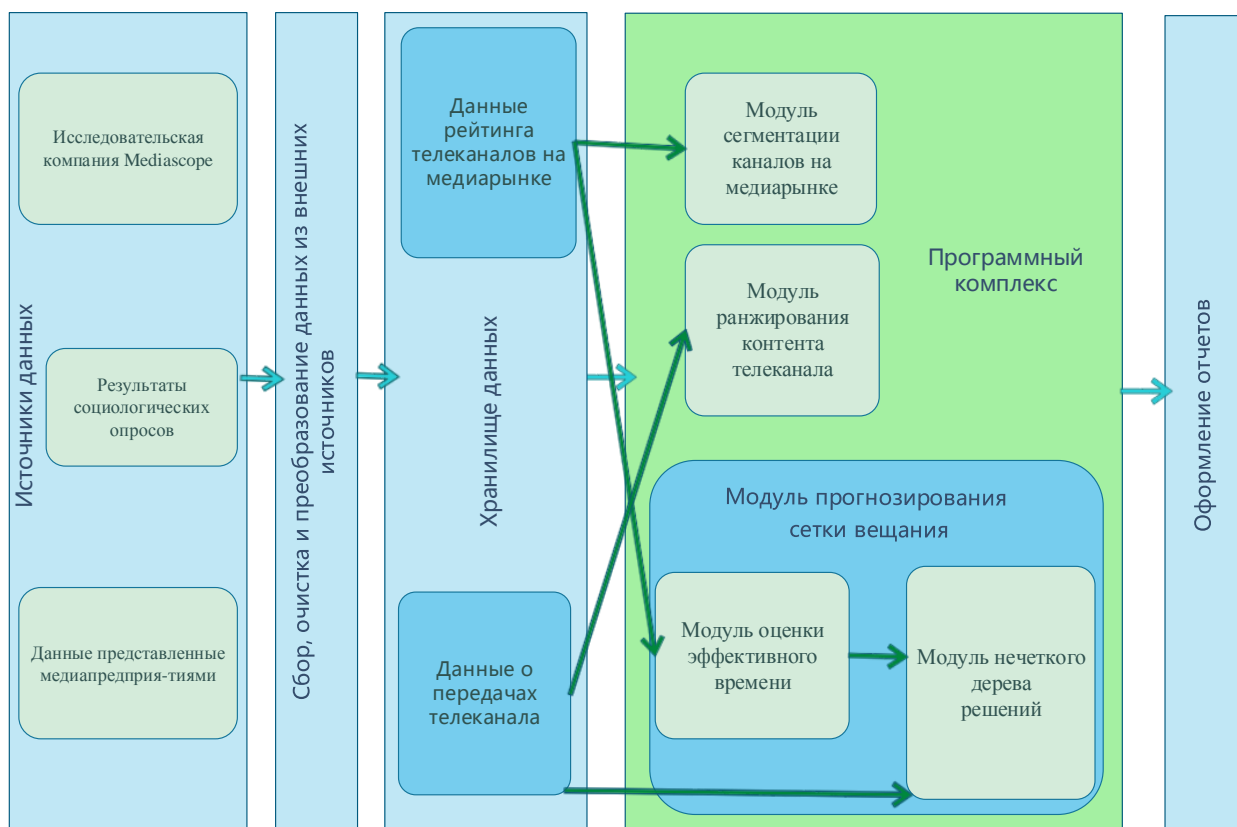 Источники данных
Исследовательская
компания Mediascope
Результаты
социологических
опросов
Данные представленные
медиапредприя-тиями
Сбор, очистка и преобразование данных из внешних
источников
Хранилище данных
Данные
рейтинга
телеканалов на
медиарынке
Данные о
передачах
телеканала
Программный
комплекс
Модуль
сегментации
каналов на
медиарынке
Модуль
ранжирования
контента
телеканала
Модуль прогнозирования
сетки вещания
Модуль оценки
эффективного
времени
Модуль нечеткого
дерева
решений
Оформление отчетов